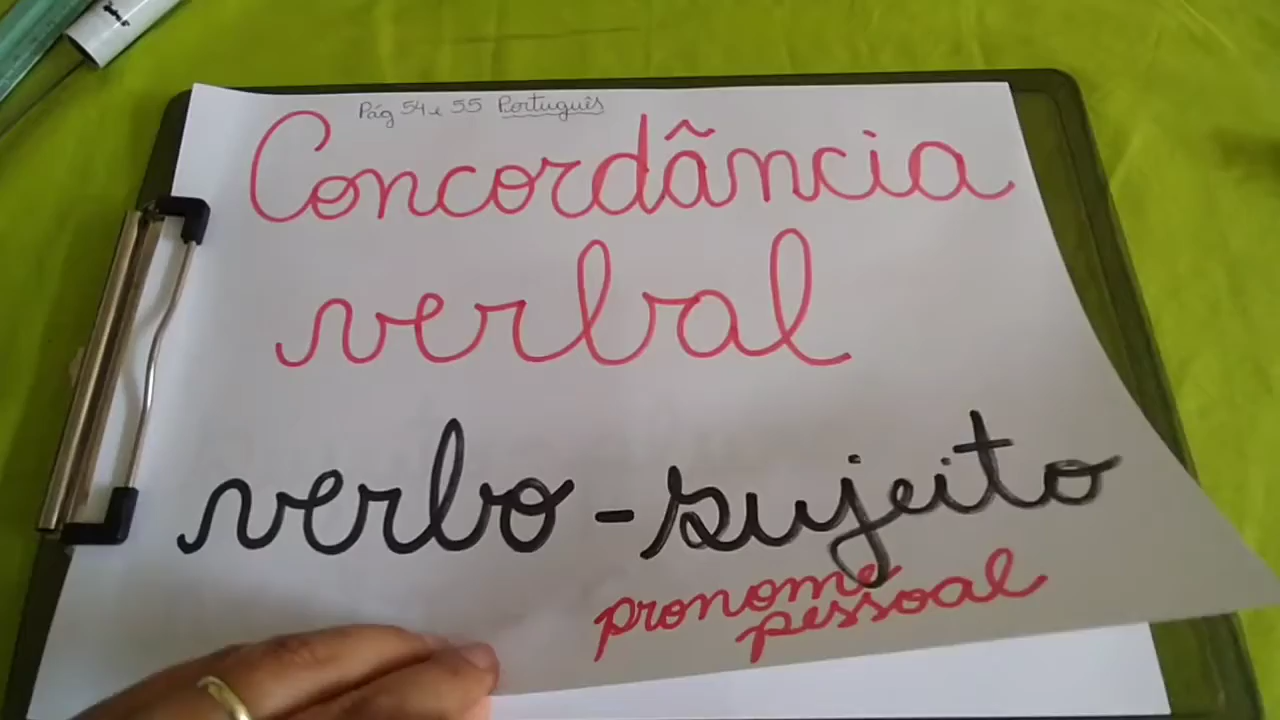 Pág 54 e 55 Português
Concordância
verbal
verbo - sujeito
pronome
pessoal